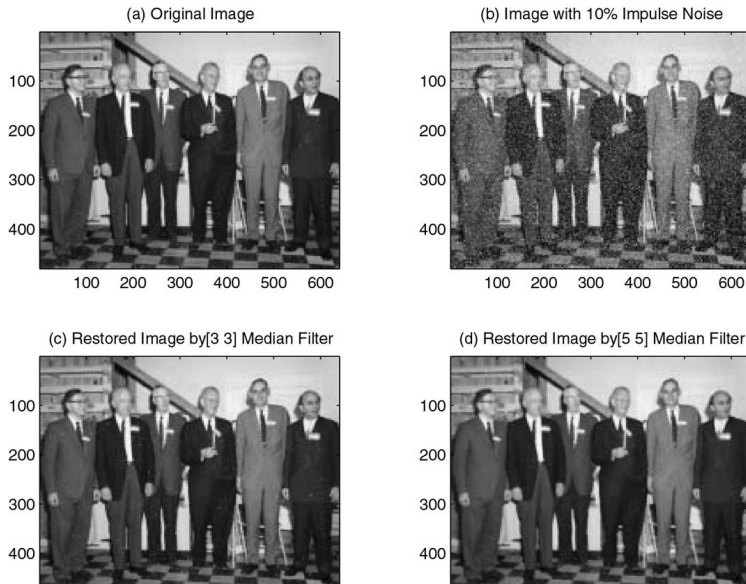 (a) Original Image
(b) Image with 10% Impulse Noise
100
200
300
400
100 200 300 400 500 600
100
200
300
400
100 200 300 400 500 600
(c) Restored Image by[3 3] Median Filter
(d) Restored Image by[5 5] Median Filter
100
200
300
400
100
200
300
400